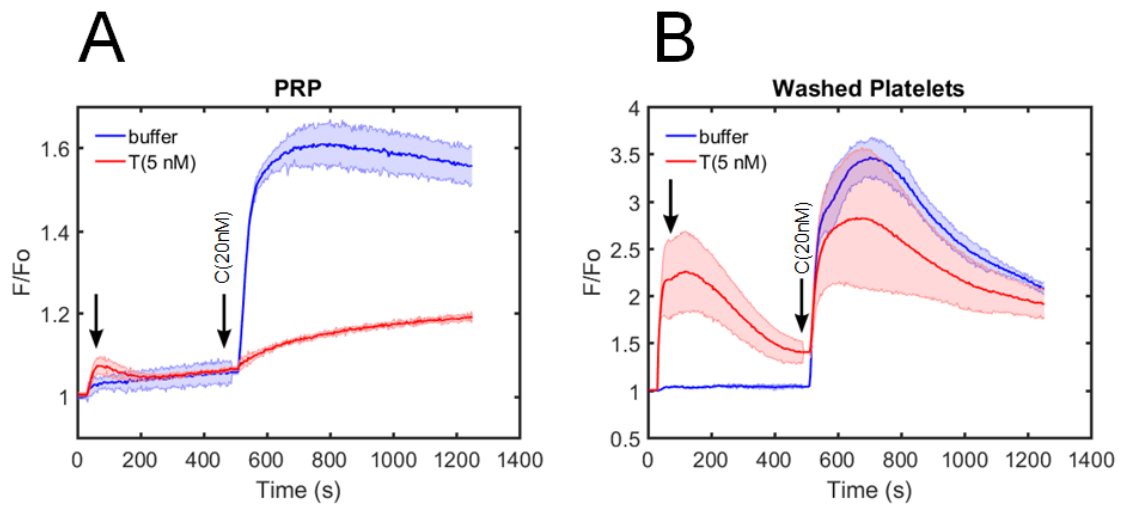 A
PRP
buffer
T(5 nM)
C(20nM)
F/Fo
1.6
1.4
1.2
1
0 200 400 600 800 1000 1200 1400
Time (s)
B
Washed Platelets
buffer
T(5 nM)
C(20nM)
F/Fo
4
3.5
3
2.5
2
1.5
1
0.5
0 200 400 600 800 1000 1200 1400
Time (s)